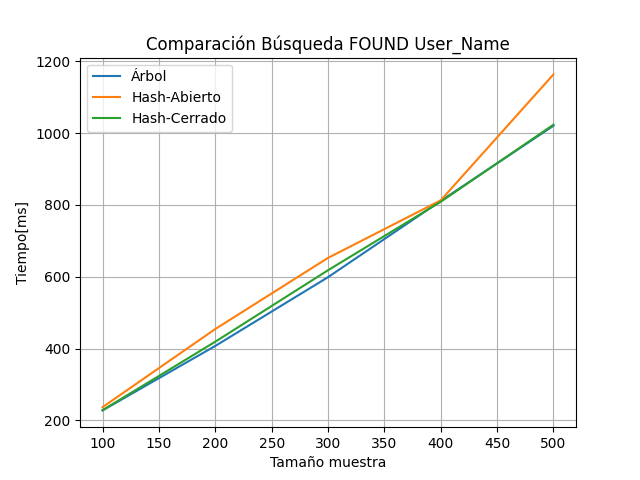 Comparación Búsqueda FOUND User_Name
Árbol
Hash-Abierto
Hash-Cerrado
1200
1000
800
600
400
200
Tiempo[ms]
100 150 200 250 300 350 400 450 500
Tamaño muestra